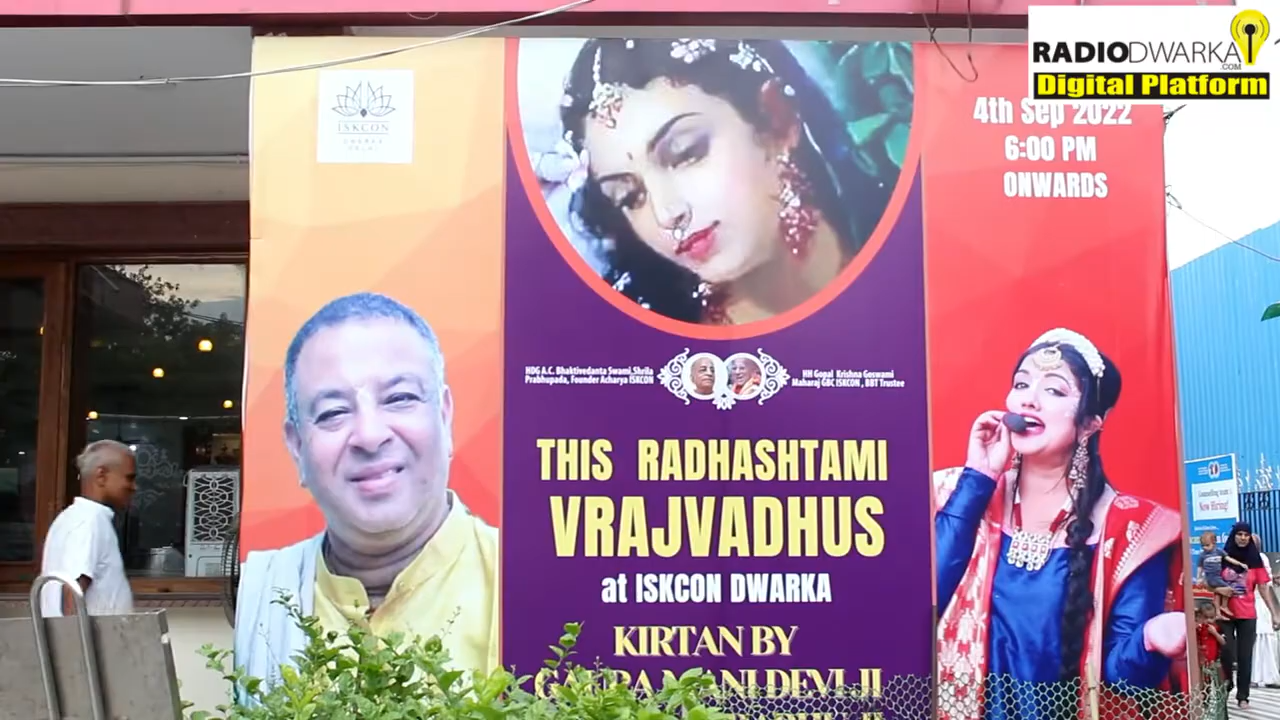 RADIODWARKA
.COM
Digital Platform
ISKCON
4th Sep 2022
6:00 PM
ONWARDS
HDG A.C. Bhaktivedanta Swami Shrila
Prabhupada, Founder Acharya ISKCON
HH Gopal Krishna Goswami
Maharaj GBC ISKCON , BBT Trustee
THIS RADHASHTAMI
VRAJVADHUS
at ISKCON DWARKA
KIRTAN BY
DEVI JI
Now Hiring!